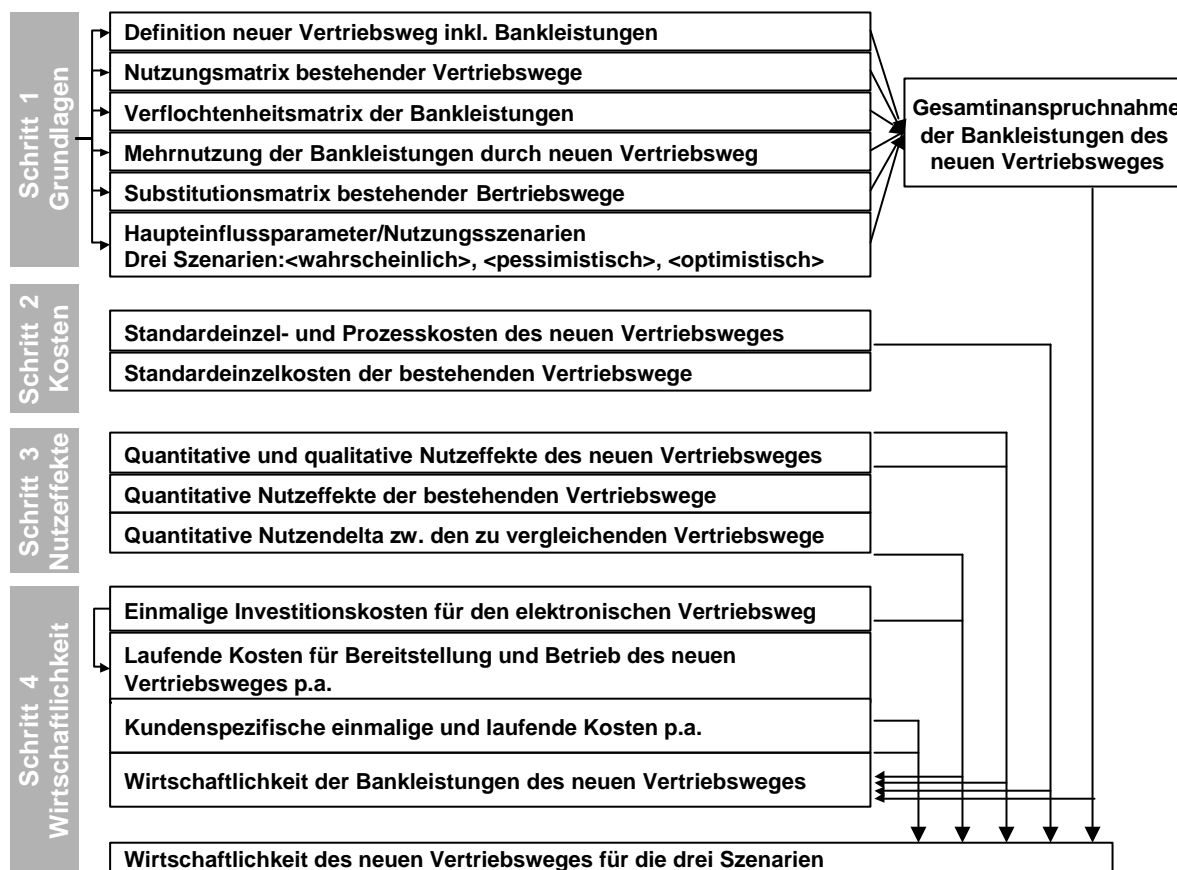 Schritt 1
Grundlagen
Definition neuer Vertriebsweg inkl. Bankleistungen
Nutzungsmatrix bestehender Vertriebswege
Verflochtenheitsmatrix der Bankleistungen
Mehrnutzung der Bankleistungen durch neuen Vertriebsweg
Substitutionsmatrix bestehender Bertriebswege
Haupteinflussparameter/Nutzungsszenarien
Drei Szenarien:<wahrscheinlich>, <pessimistisch>, <optimistisch>
Gesamtinanspruchnahme
der Bankleistungen des
neuen Vertriebsweges
Schritt 2
Kosten
Standardeinzel- und Prozesskosten des neuen Vertriebsweges
Standardeinzelkosten der bestehenden Vertriebswege
Schritt 3
Nutzeffekte
Quantitative und qualitative Nutzeffekte des neuen Vertriebsweges
Quantitative Nutzeffekte der bestehenden Vertriebswege
Quantitative Nutzendelta zw. den zu vergleichenden Vertriebswege
Schritt 4
Wirtschaftlichkeit
Einmalige Investitionskosten für den elektronischen Vertriebsweg
Laufende Kosten für Bereitstellung und Betrieb des neuen
Vertriebsweges p.a.
Kundenspezifische einmalige und laufende Kosten p.a.
Wirtschaftlichkeit der Bankleistungen des neuen Vertriebsweges
Wirtschaftlichkeit des neuen Vertriebsweges für die drei Szenarien